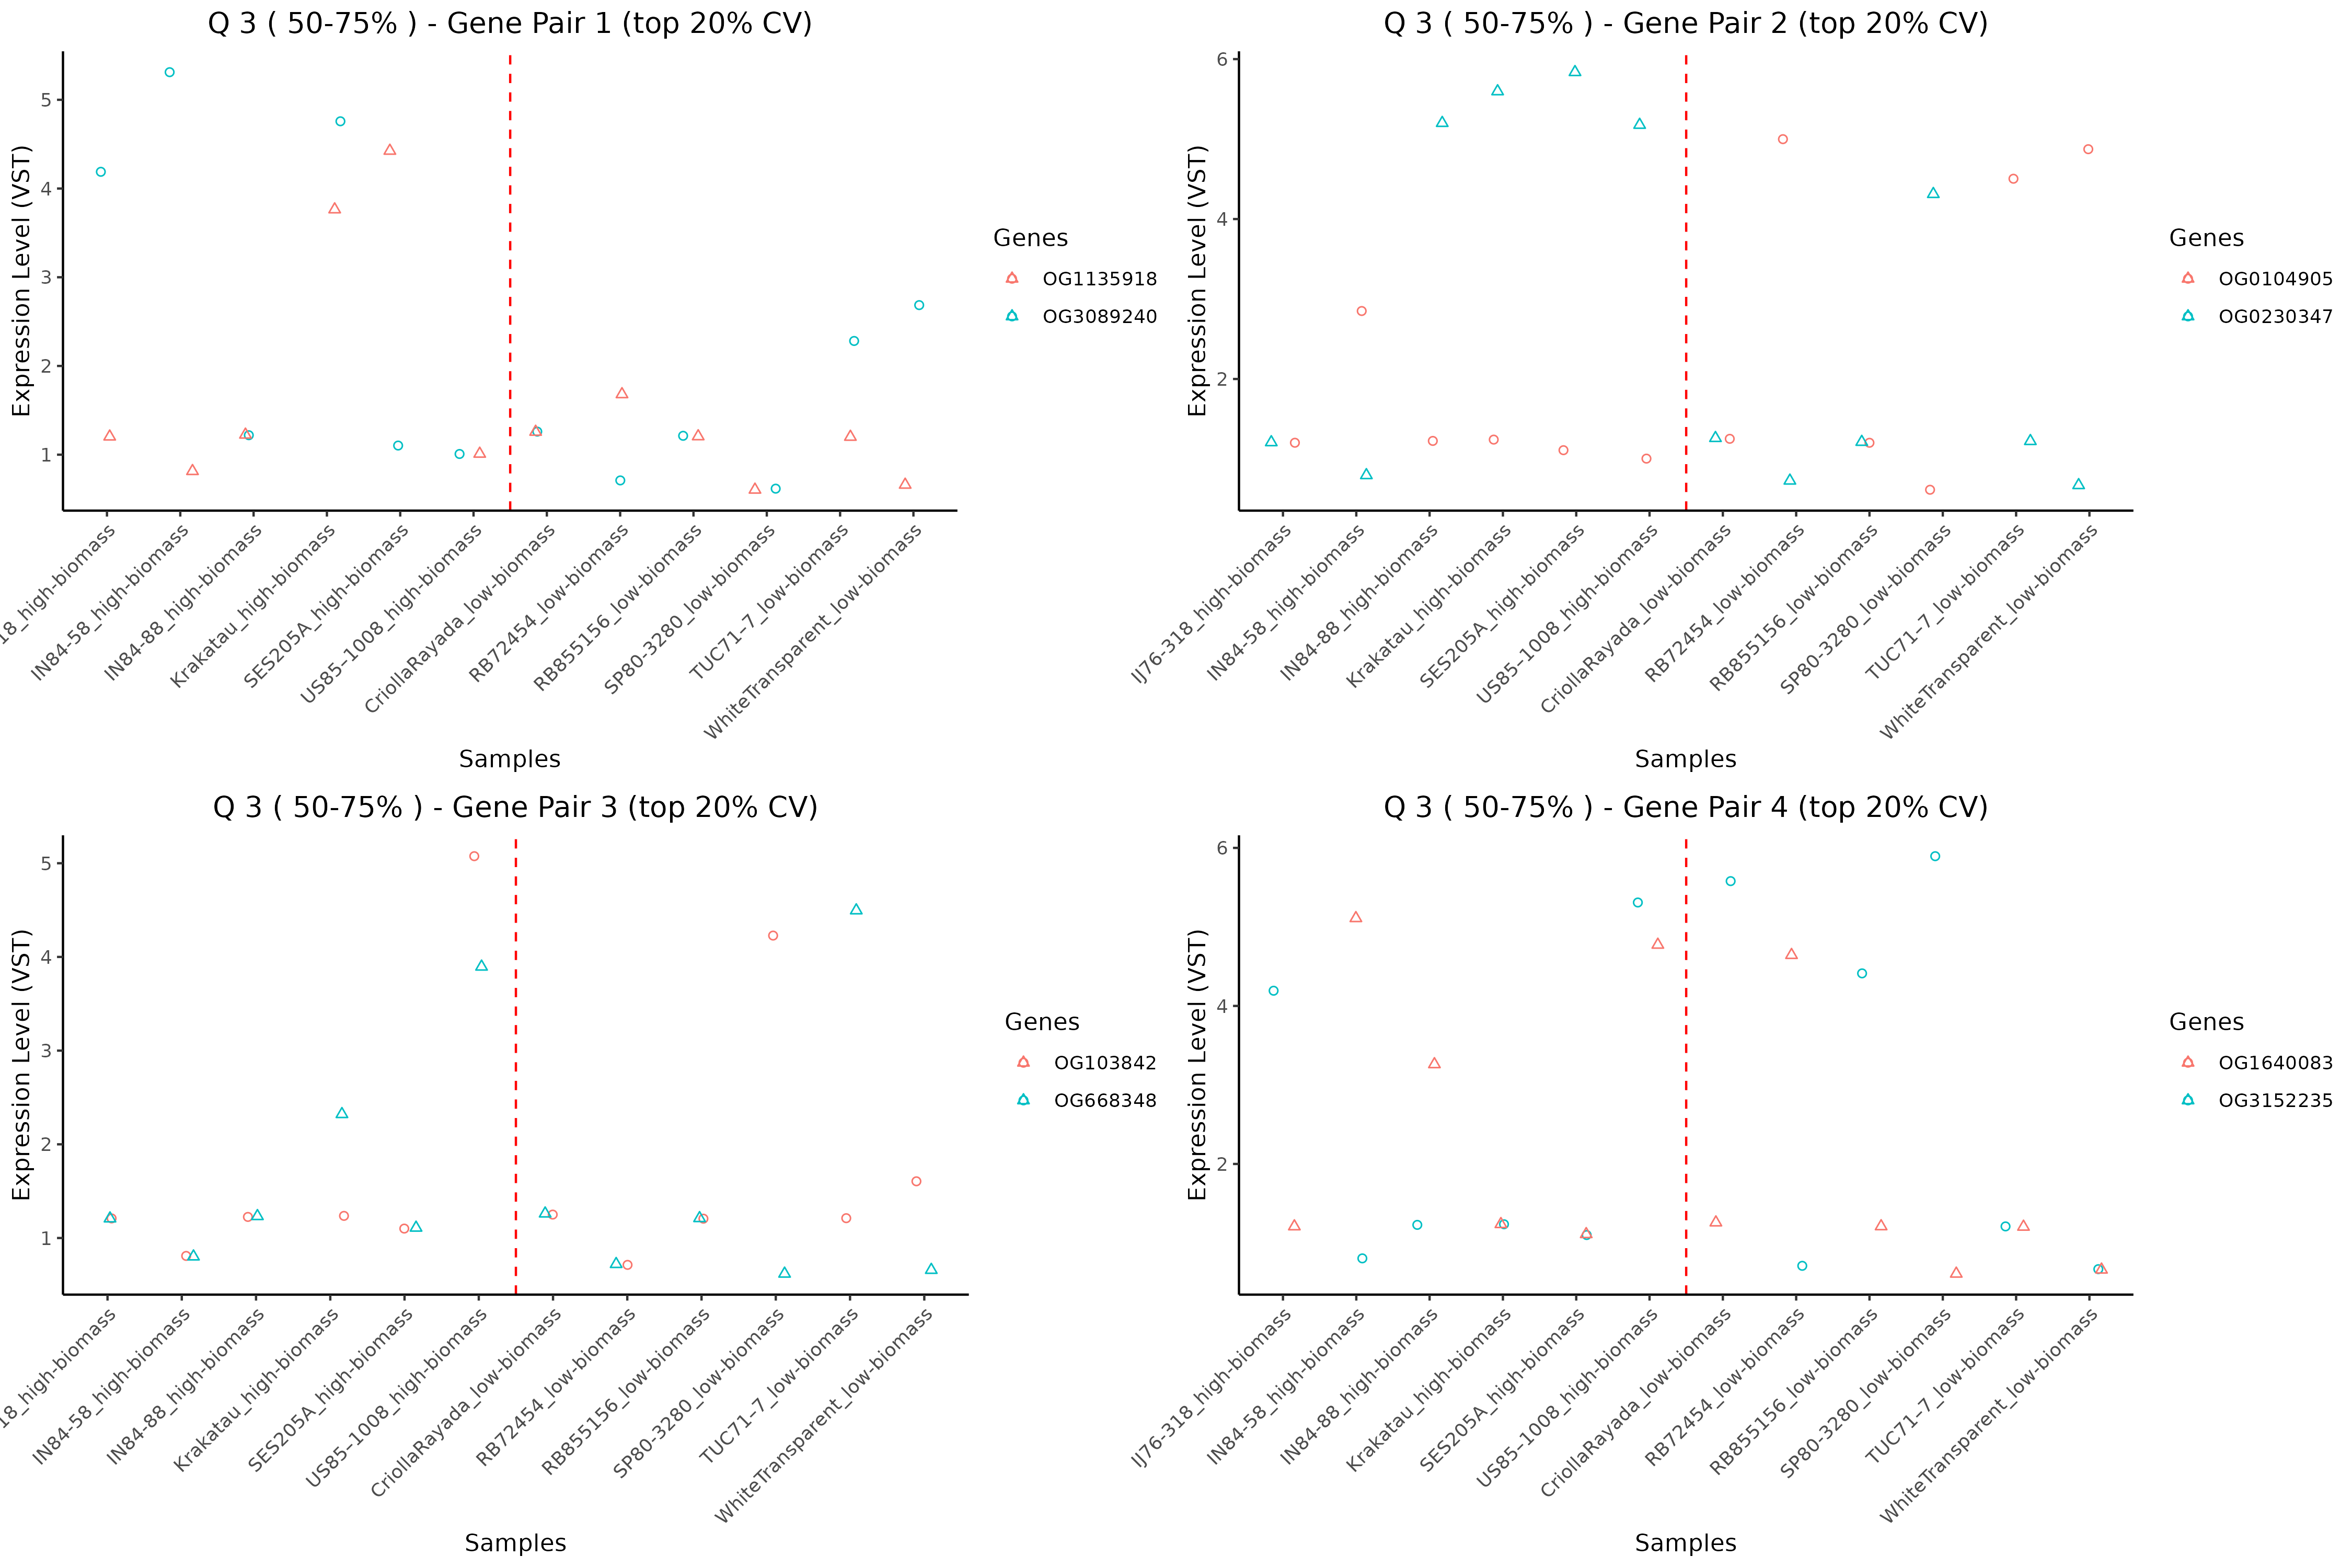 Q 3 ( 50-75% ) - Gene Pair 1 (top 20% CV)
Expression Level (VST)
5
4
3
2
1
18_high-biomass
IN84-58_high-biomass
IN84-88_high-biomass
Krakatau_high-biomass
SES205A_high-biomass
US85-1008_high-biomass
CriollaRayada_low-biomass
RB72454_low-biomass
RB855156_low-biomass
SP80-3280_low-biomass
TUC71-7_low-biomass
WhiteTransparent_low-biomass
Samples
Genes
OG1135918
OG3089240
Q 3 ( 50-75% ) - Gene Pair 2 (top 20% CV)
Expression Level (VST)
6
4
2
IJ76-318_high-biomass
IN84-58_high-biomass
IN84-88_high-biomass
Krakatau_high-biomass
SES205A_high-biomass
US85-1008_high-biomass
CriollaRayada_low-biomass
RB72454_low-biomass
RB855156_low-biomass
SP80-3280_low-biomass
TUC71-7_low-biomass
WhiteTransparent_low-biomass
Samples
Genes
OG0104905
OG0230347
Q 3 ( 50-75% ) - Gene Pair 3 (top 20% CV)
Expression Level (VST)
5
4
3
2
1
18_high-biomass
IN84-58_high-biomass
IN84-88_high-biomass
Krakatau_high-biomass
SES205A_high-biomass
US85-1008_high-biomass
CriollaRayada_low-biomass
RB72454_low-biomass
RB855156_low-biomass
SP80-3280_low-biomass
TUC71-7_low-biomass
WhiteTransparent_low-biomass
Samples
Genes
OG103842
OG668348
Q 3 ( 50-75% ) - Gene Pair 4 (top 20% CV)
Expression Level (VST)
6
4
2
IJ76-318_high-biomass
IN84-58_high-biomass
IN84-88_high-biomass
Krakatau_high-biomass
SES205A_high-biomass
US85-1008_high-biomass
CriollaRayada_low-biomass
RB72454_low-biomass
RB855156_low-biomass
SP80-3280_low-biomass
TUC71-7_low-biomass
WhiteTransparent_low-biomass
Samples
Genes
OG1640083
OG3152235